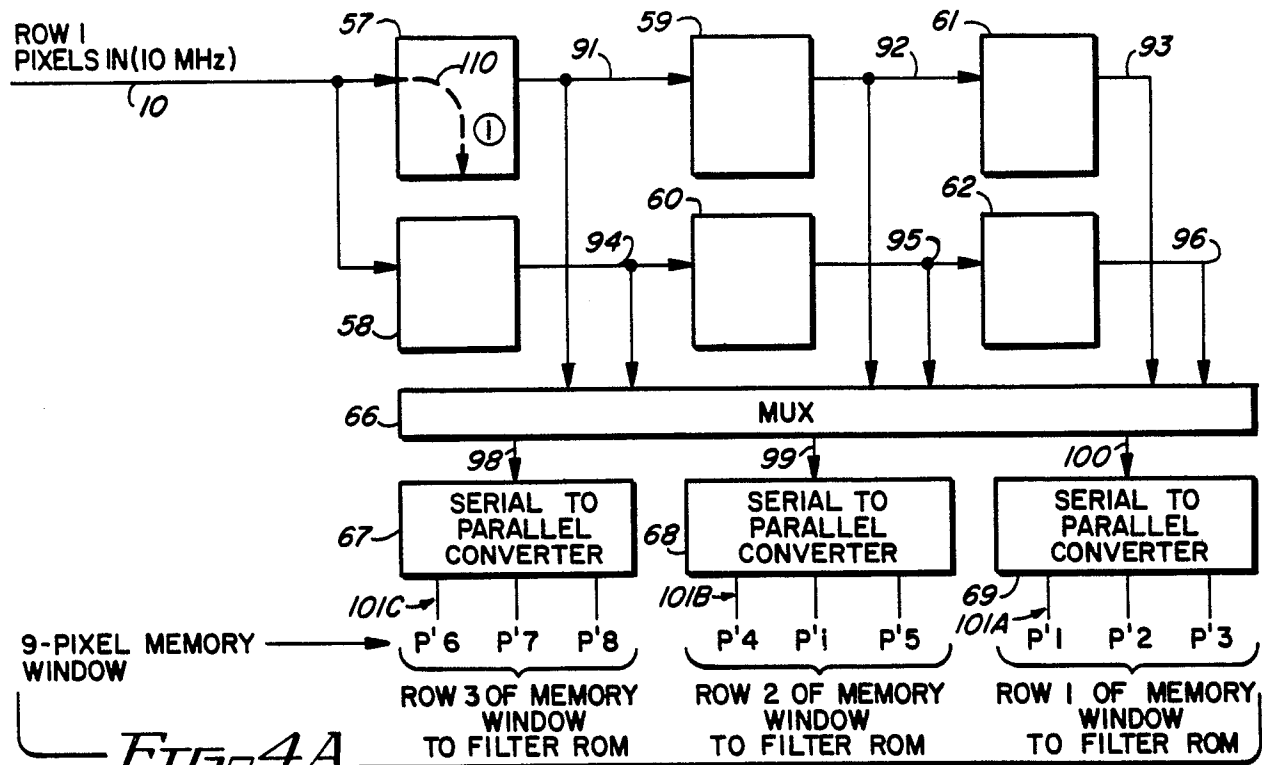 ROW 1
PIXELS IN (10 MHz)
10
57
110
1
91
59
92
61
93
58
94
60
95
62
96
66
MUX
98
99
100
67
SERIAL TO
PARALLEL
CONVERTER
68
SERIAL TO
PARALLEL
CONVERTER
69
SERIAL TO
PARALLEL
CONVERTER
101C
101B
101A
9-PIXEL MEMORY
WINDOW
P'6 P'7 P'8
P'4 P'i P'5
P'1 P'2 P'3
ROW 3 OF MEMORY
WINDOW
TO FILTER ROM
ROW 2 OF MEMORY
WINDOW
TO FILTER ROM
ROW 1 OF MEMORY
WINDOW
TO FILTER ROM
FIG-4A